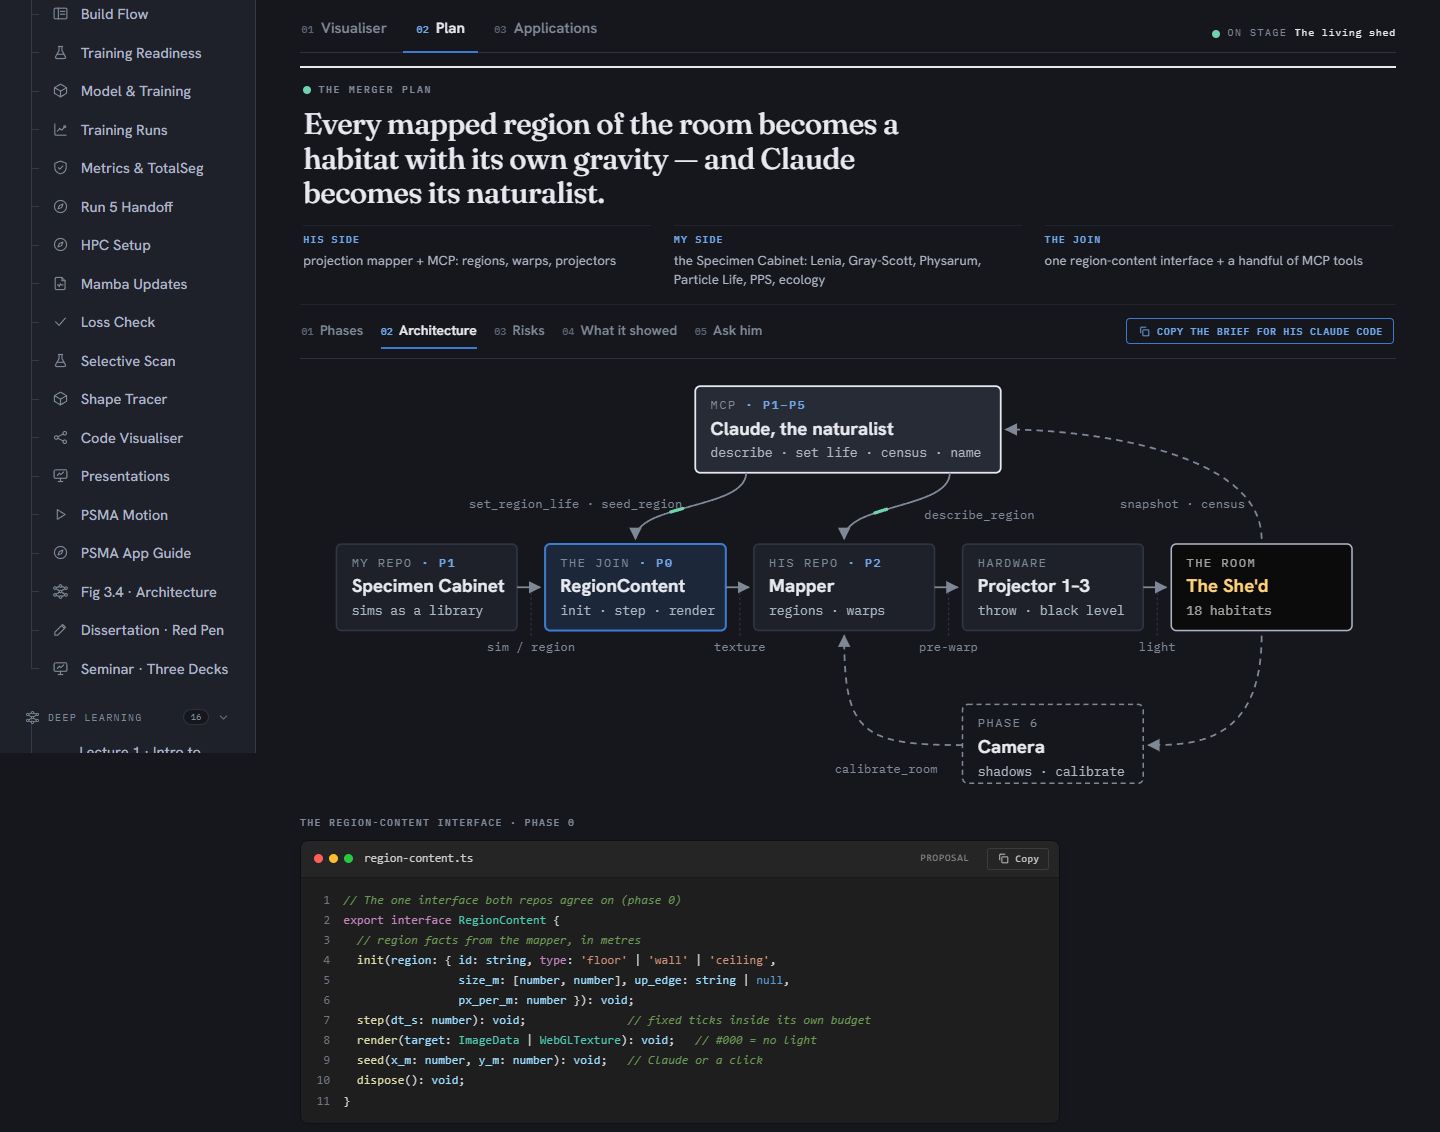 Build Flow
Training Readiness
Model & Training
Training Runs
Metrics & TotalSeg
Run 5 Handoff
HPC Setup
Mamba Updates
Loss Check
Selective Scan
Shape Tracer
Code Visualiser
Presentations
PSMA Motion
PSMA App Guide
Fig 3.4 · Architecture
Dissertation · Red Pen
Seminar · Three Decks
DEEP LEARNING 16
Lecture 1 · Intro to
01 Visualiser 02 Plan 03 Applications
ON STAGE The living shed
THE MERGER PLAN
Every mapped region of the room becomes a
habitat with its own gravity — and Claude
becomes its naturalist.
HIS SIDE
projection mapper + MCP: regions, warps, projectors
MY SIDE
the Specimen Cabinet: Lenia, Gray-Scott, Physarum,
Particle Life, PPS, ecology
THE JOIN
one region-content interface + a handful of MCP tools
01 Phases 02 Architecture 03 Risks 04 What it showed 05 Ask him
COPY THE BRIEF FOR HIS CLAUDE CODE
MCP · P1–P5
Claude, the naturalist
describe · set life · census · name
set_region_life · seed_region
describe_region
snapshot · census
MY REPO · P1
Specimen Cabinet
sims as a library
THE JOIN · P0
RegionContent
init · step · render
HIS REPO · P2
Mapper
regions · warps
HARDWARE
Projector 1–3
throw · black level
THE ROOM
The She'd
18 habitats
sim / region
texture
pre-warp
light
PHASE 6
Camera
shadows · calibrate
calibrate_room
THE REGION-CONTENT INTERFACE · PHASE 0
region-content.ts
PROPOSAL
Copy
1 // The one interface both repos agree on (phase 0)
2 export interface RegionContent {
3 // region facts from the mapper, in metres
4 init(region: { id: string, type: 'floor' | 'wall' | 'ceiling',
5 size_m: [number, number], up_edge: string | null,
6 px_per_m: number }): void;
7 step(dt_s: number): void; // fixed ticks inside its own budget
8 render(target: ImageData | WebGLTexture): void; // #000 = no light
9 seed(x_m: number, y_m: number): void; // Claude or a click
10 dispose(): void;
11 }